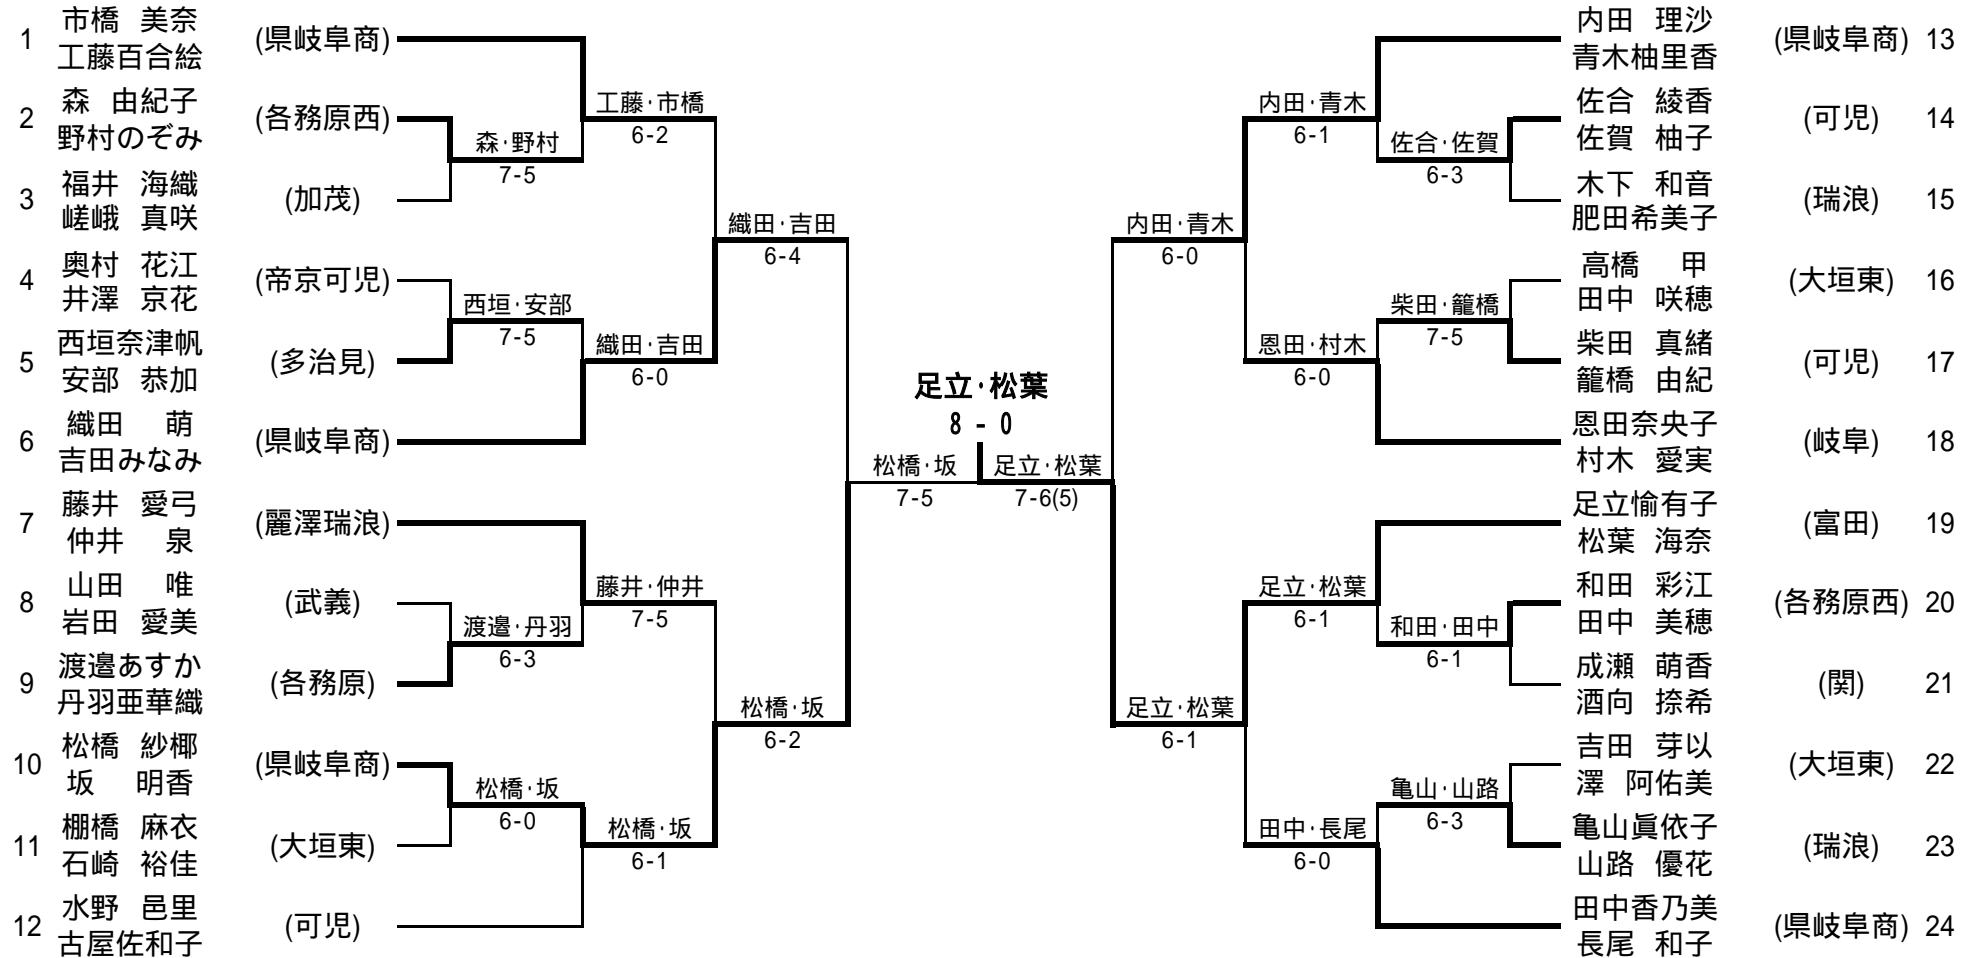 市橋 美奈
1 (県岐阜商)
工藤百合絵
森 由紀子
2 (各務原西)
野村のぞみ
福井 海織
3 (加茂)
嵯峨 真咲
奥村 花江
4 (帝京可児)
井澤 京花
西垣奈津帆
5 (多治見)
安部 恭加
織田 萌
6 (県岐阜商)
吉田みなみ
藤井 愛弓
7 (麗澤瑞浪)
仲井 泉
山田 唯
8 (武義)
岩田 愛美
渡邉あすか
9 (各務原)
丹羽亜華織
松橋 紗椰
10 (県岐阜商)
坂 明香
棚橋 麻衣
11 (大垣東)
石崎 裕佳
水野 邑里
12 (可児)
古屋佐和子
森·野村
7-5
西垣·安部
7-5
渡邉·丹羽
6-3
松橋·坂
6-0
工藤·市橋
6-2
織田·吉田
6-0
藤井·仲井
7-5
松橋·坂
6-1
織田·吉田
6-4
松橋·坂
6-2
松橋·坂
7-5
足立·松葉
8 - 0
足立·松葉
7-6(5)
内田·青木
6-0
足立·松葉
6-1
内田·青木
6-1
恩田·村木
6-0
足立·松葉
6-1
田中·長尾
6-0
佐合·佐賀
6-3
柴田·籠橋
7-5
和田·田中
6-1
亀山·山路
6-3
内田 理沙
(県岐阜商) 13
青木柚里香
佐合 綾香
(可児) 14
佐賀 柚子
木下 和音
(瑞浪) 15
肥田希美子
高橋 甲
(大垣東) 16
田中 咲穂
柴田 真緒
(可児) 17
籠橋 由紀
恩田奈央子
(岐阜) 18
村木 愛実
足立愉有子
(富田) 19
松葉 海奈
和田 彩江
(各務原西) 20
田中 美穂
成瀬 萌香
(関) 21
酒向 捺希
吉田 芽以
(大垣東) 22
澤 阿佑美
亀山眞依子
(瑞浪) 23
山路 優花
田中香乃美
(県岐阜商) 24
長尾 和子